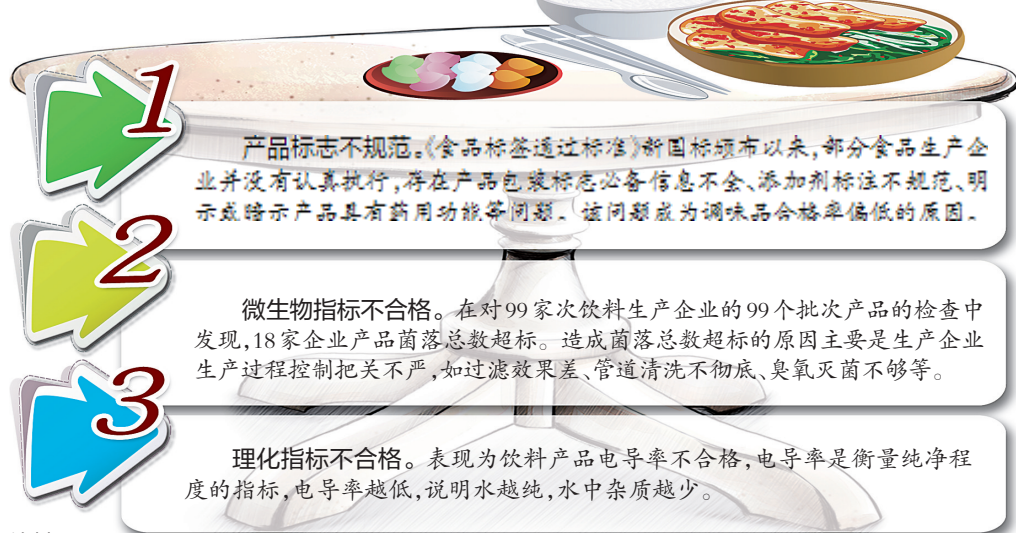 1
产品标志不规范。《食品标签通过标准》新国标颁布以来,部分食品生产企
业并没有认真执行,存在产品包装标志必备信息不全、添加剂标注不规范、明
示或暗示产品具有药用功能等问题。该问题成为调味品合格率偏低的原因。
2
微生物指标不合格。在对99家次饮料生产企业的99个批次产品的检查中
发现,18家企业产品菌落总数超标。造成菌落总数超标的原因主要是生产企业
生产过程控制把关不严,如过滤效果差、管道清洗不彻底、臭氧灭菌不够等。
3
理化指标不合格。表现为饮料产品电导率不合格,电导率是衡量纯净程
度的指标,电导率越低,说明水越纯,水中杂质越少。